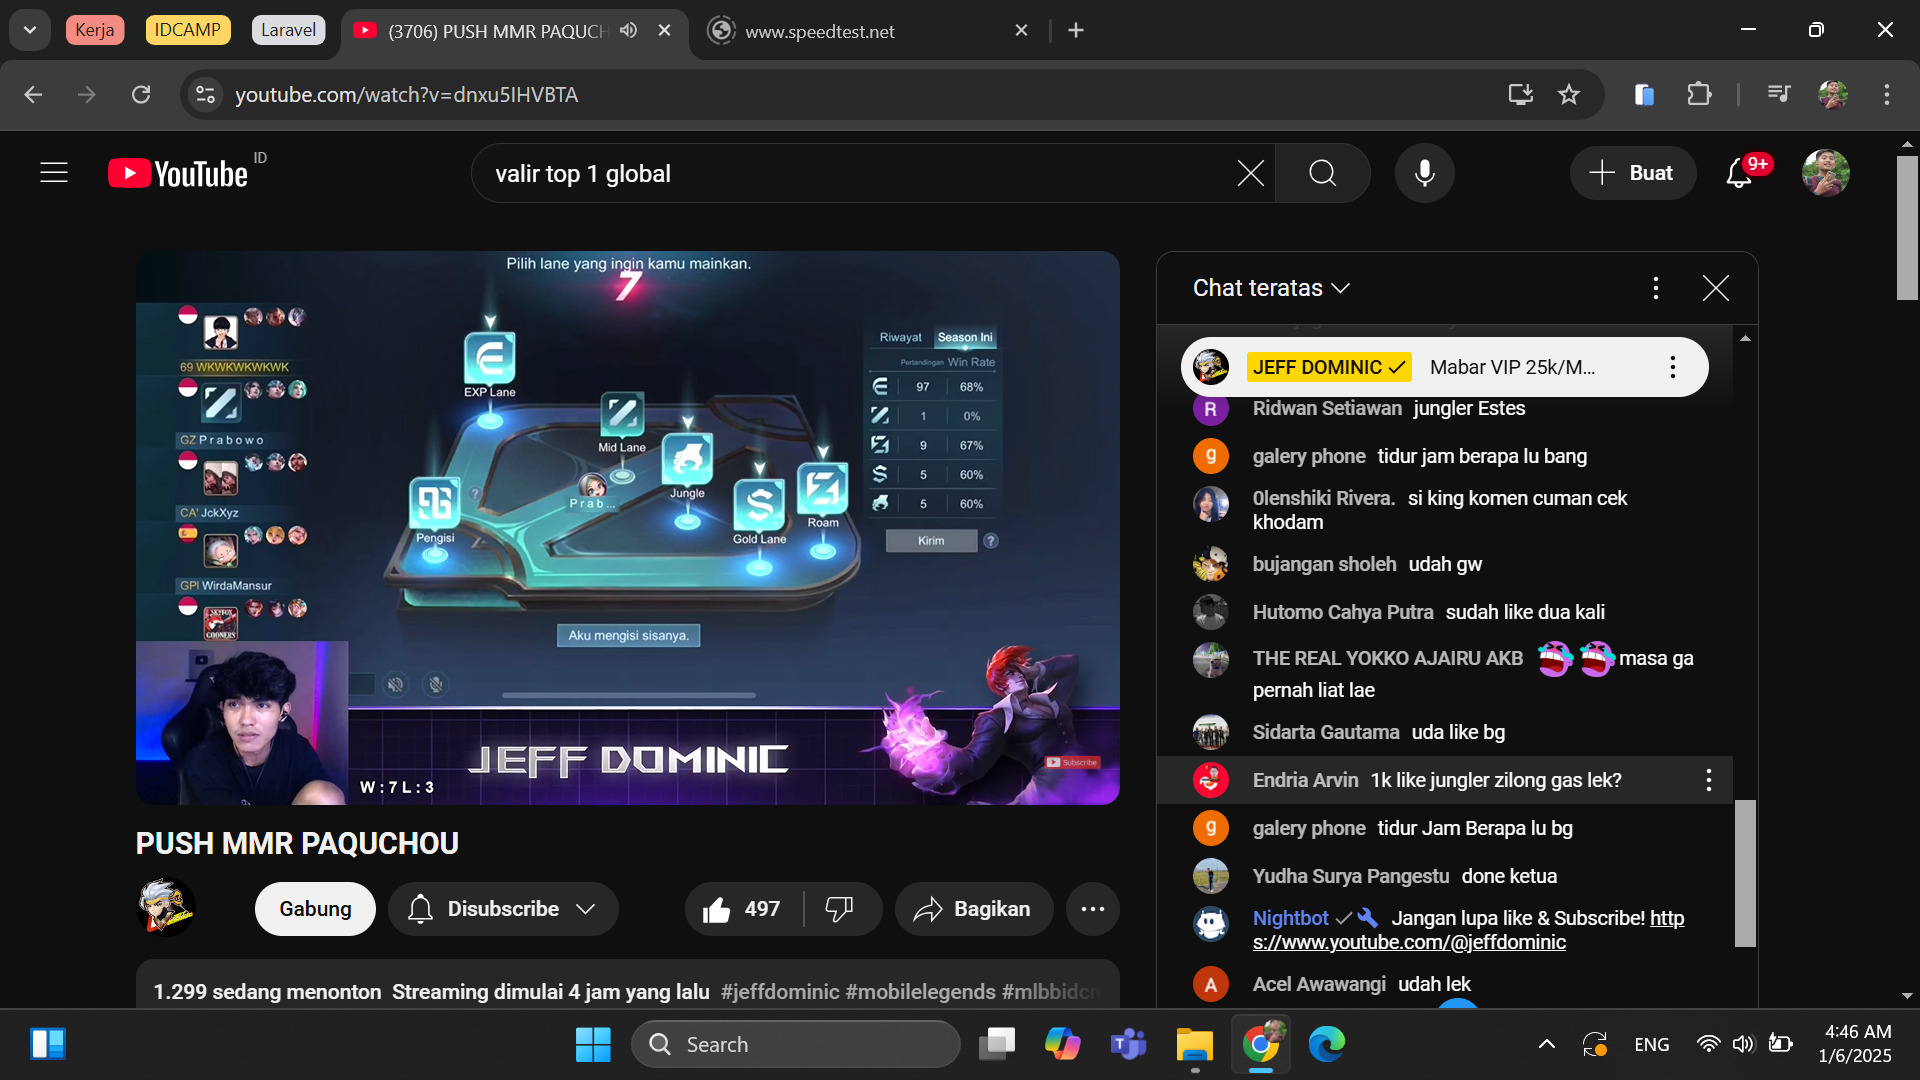 Kerja
IDCAMP
Laravel
(3706) PUSH MMR PAQUCH
www.speedtest.net
youtube.com/watch?v=dnxu5IHVBTA
YouTube ID
valir top 1 global
Buat
9+
Pilih lane yang ingin kamu mainkan.
7
69 WKWKWKWKWK
GZ Prabowo
CA' JckXyz
GPI WirdaMansur
SKYFOX
GOONERS
EXP Lane
Mid Lane
Jungle
Prab...
Pengisi
Gold Lane
Roam
Riwayat
Season Ini
Pertandingan Win Rate
97 68%
1 0%
9 67%
5 60%
5 60%
Kirim
?
Aku mengisi sisanya.
JEFF DOMINIC
Subscribe
W : 7 L : 3
PUSH MMR PAQUCHOU
Gabung
Disubscribe
497
Bagikan
1.299 sedang menonton Streaming dimulai 4 jam yang lalu #jeffdominic #mobilelegends #mlbbidcr
Chat teratas
JEFF DOMINIC Mabar VIP 25k/M...
R
Ridwan Setiawan jungler Estes
g
galery phone tidur jam berapa lu bang
0lenshiki Rivera. si king komen cuman cek
khodam
bujangan sholeh udah gw
Hutomo Cahya Putra sudah like dua kali
THE REAL YOKKO AJAIRU AKB masa ga
pernah liat lae
Sidarta Gautama uda like bg
Endria Arvin 1k like jungler zilong gas lek?
g
galery phone tidur Jam Berapa lu bg
Yudha Surya Pangestu done ketua
Nightbot Jangan lupa like & Subscribe! http
s://www.youtube.com/@jeffdominic
A
Acel Awawangi udah lek
Search
ENG
4:46 AM
1/6/2025